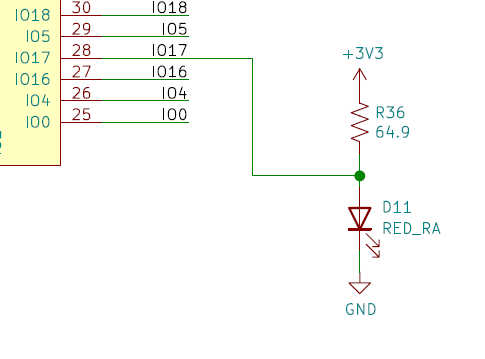 IO18 30 IO18
IO5 29 IO5
IO17 28 IO17
IO16 27 IO16
IO4 26 IO4
IO0 25 IO0
+3V3
R36
64.9
D11
RED_RA
GND